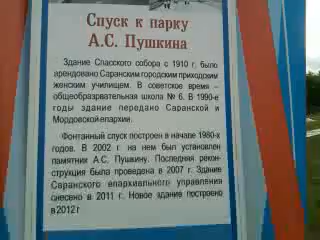 Спуск к парку
А.С. Пушкина
Здание Спасского собора с 1910 г. было
арендовано Саранским городским приходским
женским училищем. В советское время –
общеобразрвательная школа № 6. В 1990-е
годы здание передано Саранской и
Мордовской епархии.
Фонтанный спуск построен в начале 1980-х
годов. В 2002 г. на нем был установлен
памятник А.С. Пушкину. Последняя рекон-
струкция была проведена в 2007 г. Здание
Саранского епархиального управления
снесено в 2011 г. Новое здание построено
в 2012 г